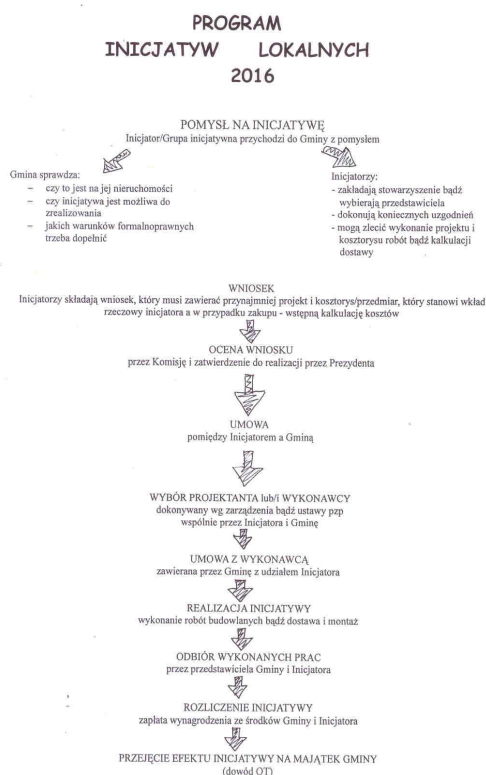 PROGRAM
INICJATYW LOKALNYCH
2016
POMYSŁ NA INICJATYWĘ
Inicjator/Grupa inicjatywna przychodzi do Gminy z pomysłem
Gmina sprawdza:
– czy to jest na jej nieruchomości
– czy inicjatywa jest możliwa do
zrealizowania
– jakich warunków formalnoprawnych
trzeba dopełnić
Inicjatorzy:
- zakładają stowarzyszenie bądź
wybierają przedstawiciela
- dokonują koniecznych uzgodnień
- mogą zlecić wykonanie projektu i
kosztorysu robót bądź kalkulacji
dostawy
WNIOSEK
Inicjatorzy składają wniosek, który musi zawierać przynajmniej projekt i kosztorys/przedmiar, który stanowi wkład
rzeczowy inicjatora a w przypadku zakupu - wstępną kalkulację kosztów
OCENA WNIOSKU
przez Komisję i zatwierdzenie do realizacji przez Prezydenta
UMOWA
pomiędzy Inicjatorem a Gminą
WYBÓR PROJEKTANTA lub/i WYKONAWCY
dokonywany wg zarządzenia bądź ustawy pzp
wspólnie przez Inicjatora i Gminę
UMOWA Z WYKONAWCĄ
zawierana przez Gminę z udziałem Inicjatora
REALIZACJA INICJATYWY
wykonanie robót budowlanych bądź dostawa i montaż
ODBIÓR WYKONANYCH PRAC
przez przedstawiciela Gminy i Inicjatora
ROZLICZENIE INICJATYWY
zapłata wynagrodzenia ze środków Gminy i Inicjatora
PRZEJĘCIE EFEKTU INICJATYWY NA MAJĄTEK GMINY
(dowód OT)